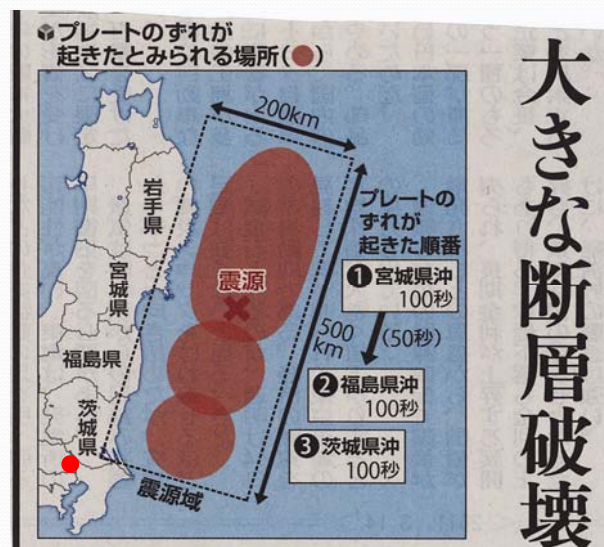 プレートのずれが
起きたとみられる場所(●)
大きな断層破壊
200km
岩手県
宮城県
福島県
茨城県
震源
500
km
震源域
プレートの
ずれが
起きた順番
❶宮城県沖
100秒
(50秒)
❷福島県沖
100秒
❸茨城県沖
100秒